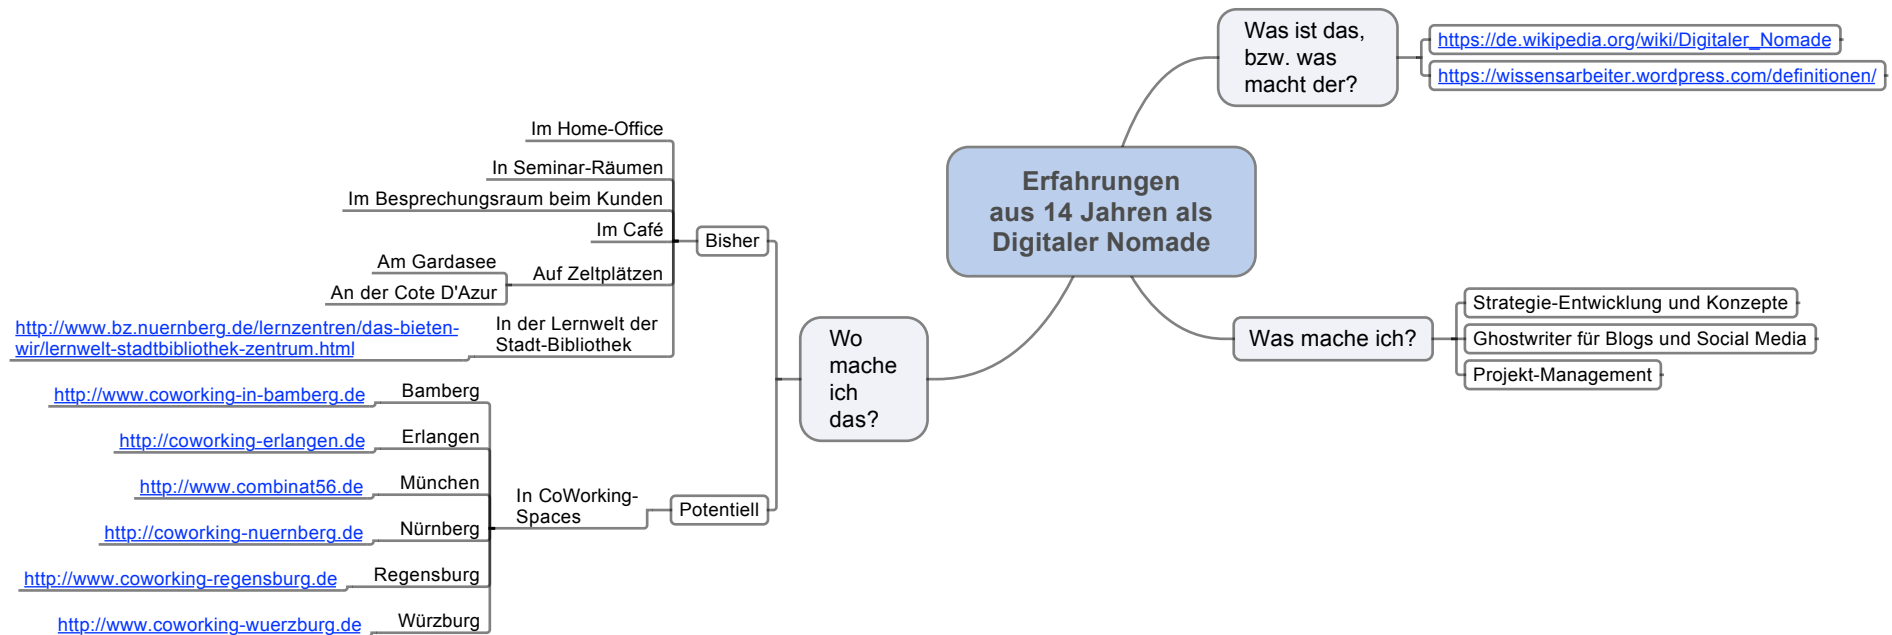 Erfahrungen
aus 14 Jahren als
Digitaler Nomade
Was ist das,
bzw. was
macht der?
https://de.wikipedia.org/wiki/Digitaler_Nomade
https://wissensarbeiter.wordpress.com/definitionen/
Was mache ich?
Strategie-Entwicklung und Konzepte
Ghostwriter für Blogs und Social Media
Projekt-Management
Wo
mache
ich
das?
Bisher
Im Home-Office
In Seminar-Räumen
Im Besprechungsraum beim Kunden
Im Café
Auf Zeltplätzen
Am Gardasee
An der Cote D'Azur
In der Lernwelt der
Stadt-Bibliothek
http://www.bz.nuernberg.de/lernzentren/das-bieten-
wir/lernwelt-stadtbibliothek-zentrum.html
Potentiell
In CoWorking-
Spaces
Bamberg
http://www.coworking-in-bamberg.de
Erlangen
http://coworking-erlangen.de
München
http://www.combinat56.de
Nürnberg
http://coworking-nuernberg.de
Regensburg
http://www.coworking-regensburg.de
Würzburg
http://www.coworking-wuerzburg.de